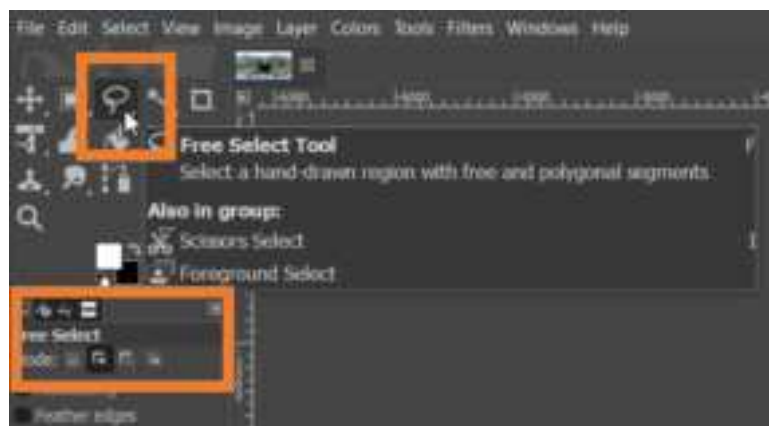 File Edit Select View Image Layer Colors Tools Filters Windows Help
Free Select Tool
Select a hand-drawn region with free and polygonal segments
Also in group:
Scissors Select I
Foreground Select
Free Select
Mode:
Feather edges